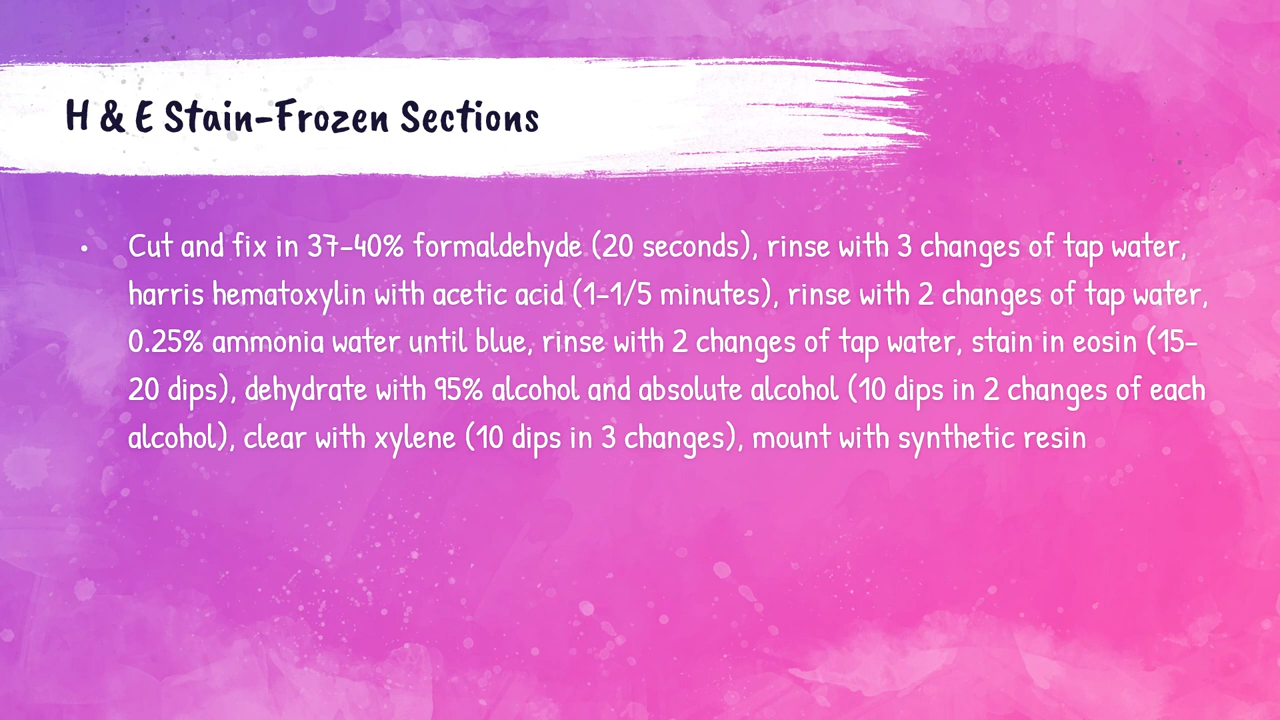 H & E Stain-Frozen Sections
• Cut and fix in 37-40% formaldehyde (20 seconds), rinse with 3 changes of tap water,
harris hematoxylin with acetic acid (1-1/5 minutes), rinse with 2 changes of tap water,
0.25% ammonia water until blue, rinse with 2 changes of tap water, stain in eosin (15-
20 dips), dehydrate with 95% alcohol and absolute alcohol (10 dips in 2 changes of each
alcohol), clear with xylene (10 dips in 3 changes), mount with synthetic resin